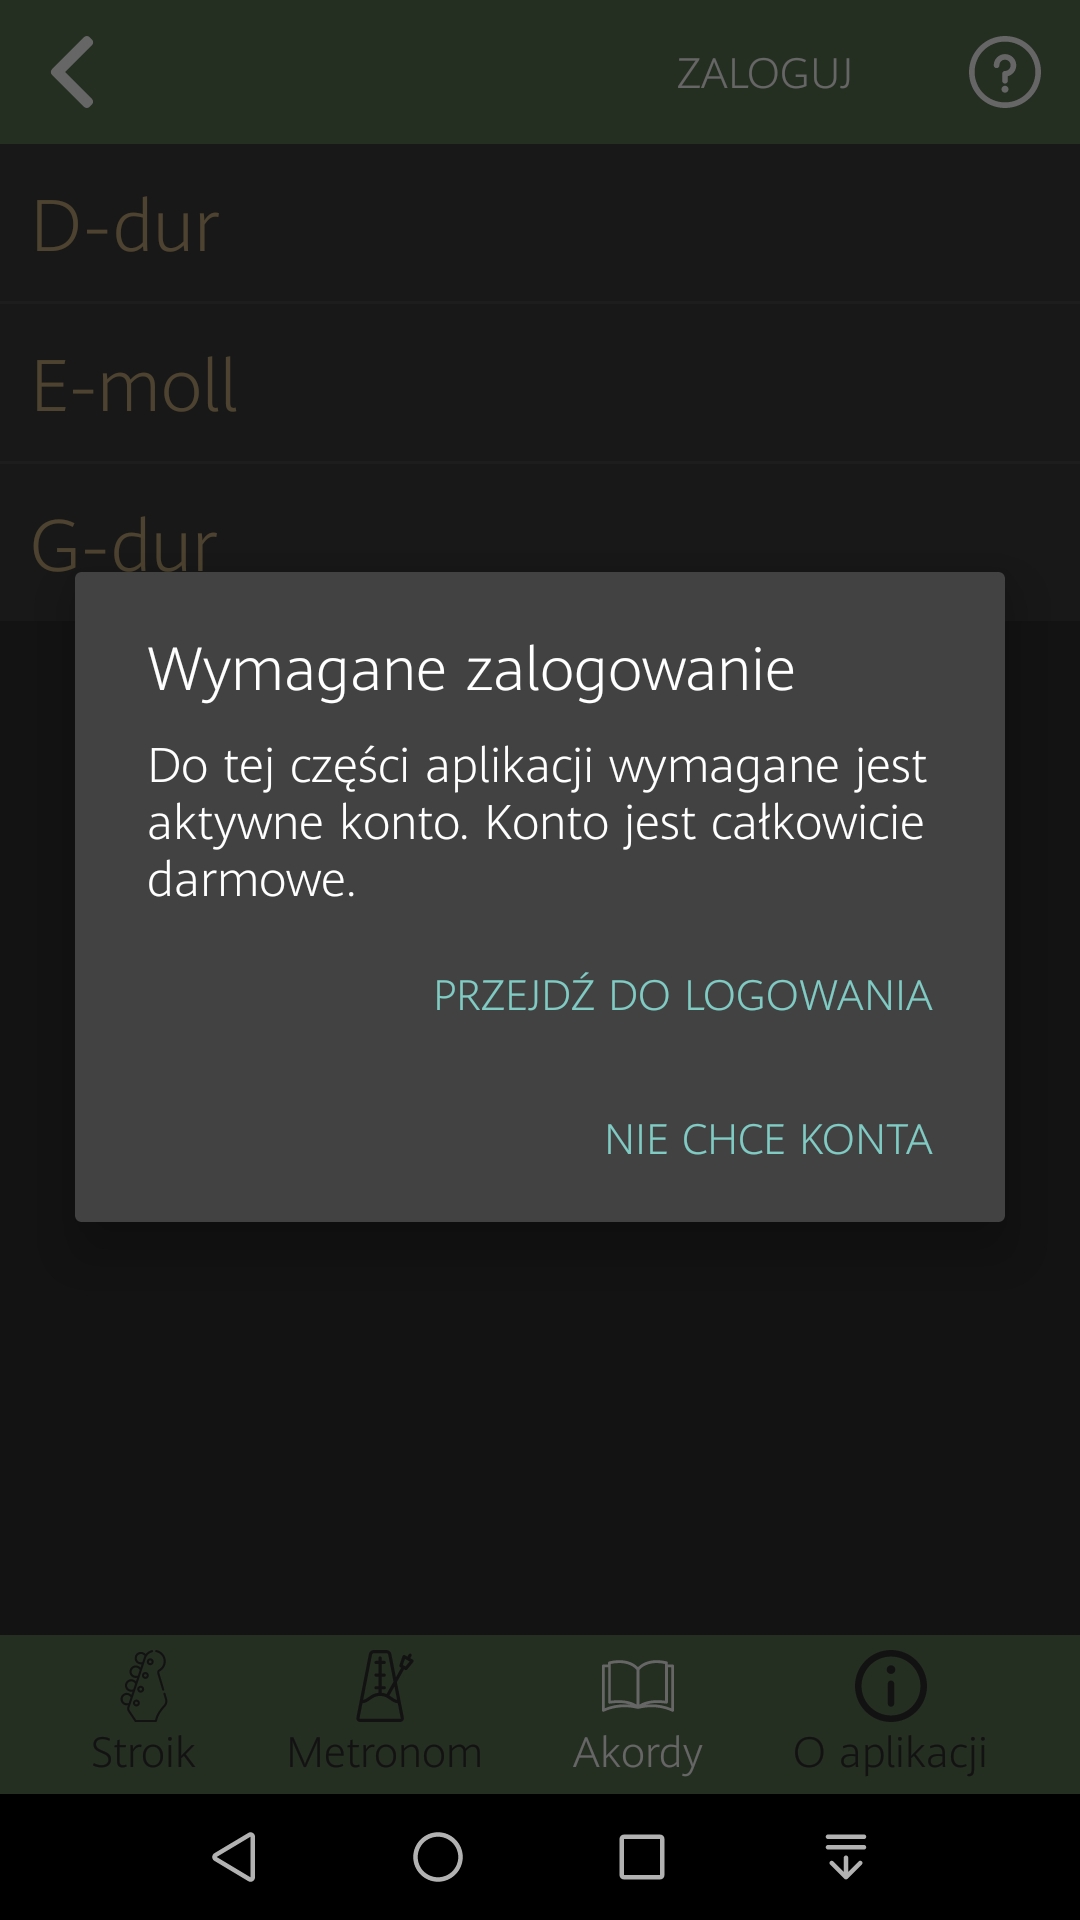 ZALOGUJ
D-dur
E-moll
G-dur
Wymagane zalogowanie
Do tej części aplikacji wymagane jest
aktywne konto. Konto jest całkowicie
darmowe.
PRZEJDŹ DO LOGOWANIA
NIE CHCE KONTA
Stroik
Metronom
Akordy
O aplikacji